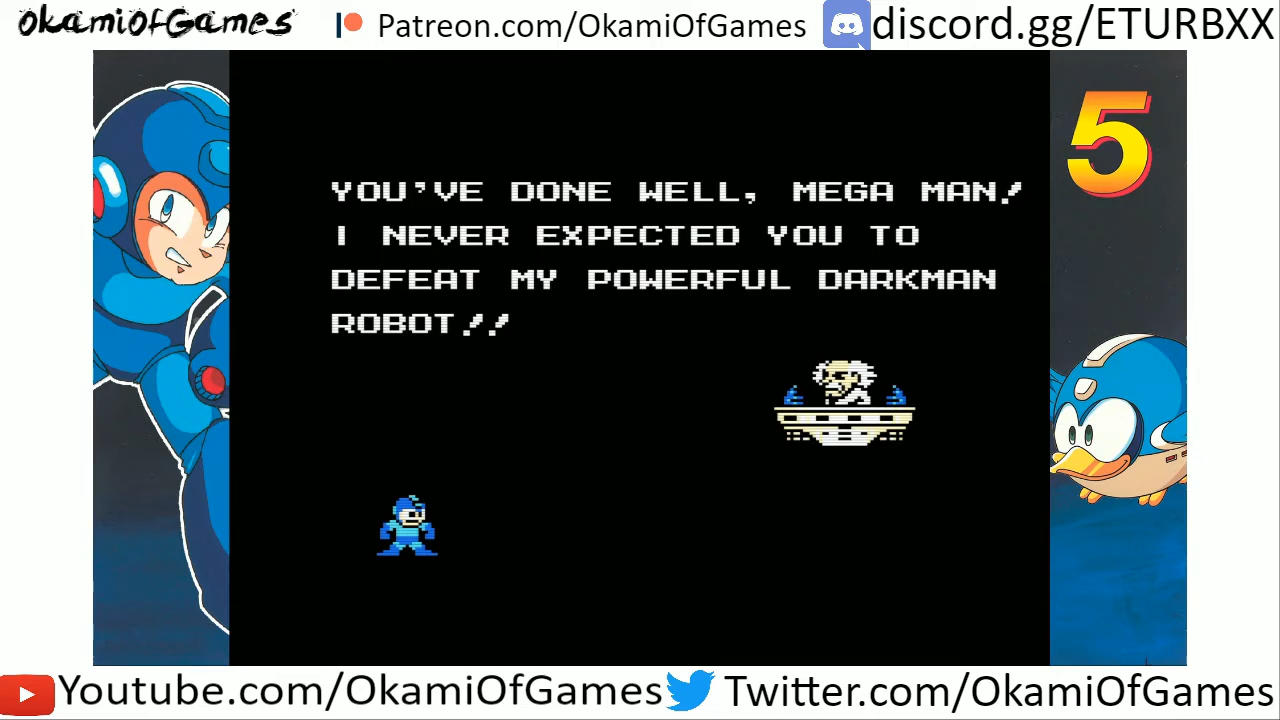 OkamiOfGames
Patreon.com/OkamiOfGames
discord.gg/ETURBXX
5
YOU'VE DONE WELL, MEGA MAN!
I NEVER EXPECTED YOU TO
DEFEAT MY POWERFUL DARKMAN
ROBOT!!
Youtube.com/OkamiOfGames
Twitter.com/OkamiOfGames